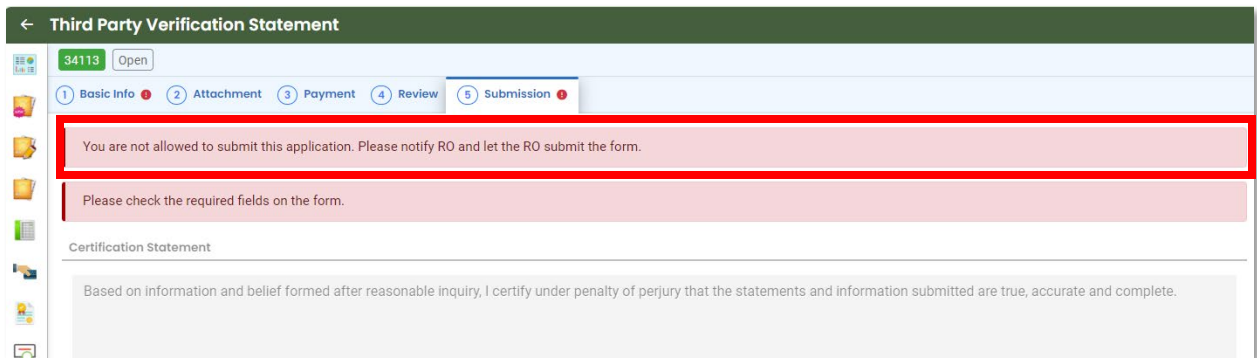 Third Party Verification Statement
34113 Open
1 Basic Info 2 Attachment 3 Payment 4 Review 5 Submission
You are not allowed to submit this application. Please notify RO and let the RO submit the form.
Please check the required fields on the form.
Certification Statement
Based on information and belief formed after reasonable inquiry, I certify under penalty of perjury that the statements and information submitted are true, accurate and complete.